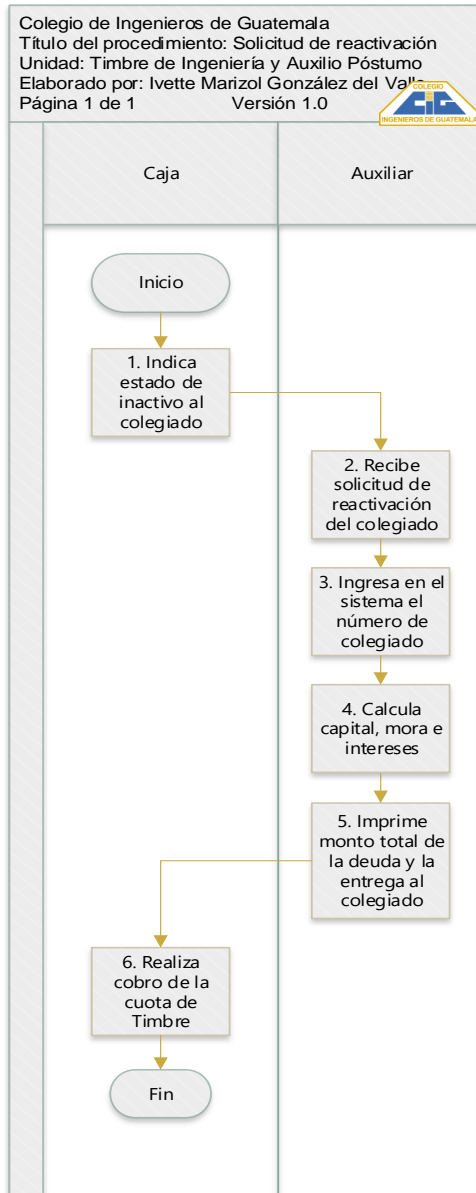 Colegio de Ingenieros de Guatemala
Título del procedimiento: Solicitud de reactivación
Unidad: Timbre de Ingeniería y Auxilio Póstumo
Elaborado por: Ivette Marizol González del Valle
Página 1 de 1 Versión 1.0
COLEGIO
CIG
INGENIEROS DE GUATEMALA
Caja
Auxiliar
Inicio
1. Indica
estado de
inactivo al
colegiado
2. Recibe
solicitud de
reactivación
del colegiado
3. Ingresa en el
sistema el
número de
colegiado
4. Calcula
capital, mora e
intereses
5. Imprime
monto total de
la deuda y la
entrega al
colegiado
6. Realiza
cobro de la
cuota de
Timbre
Fin